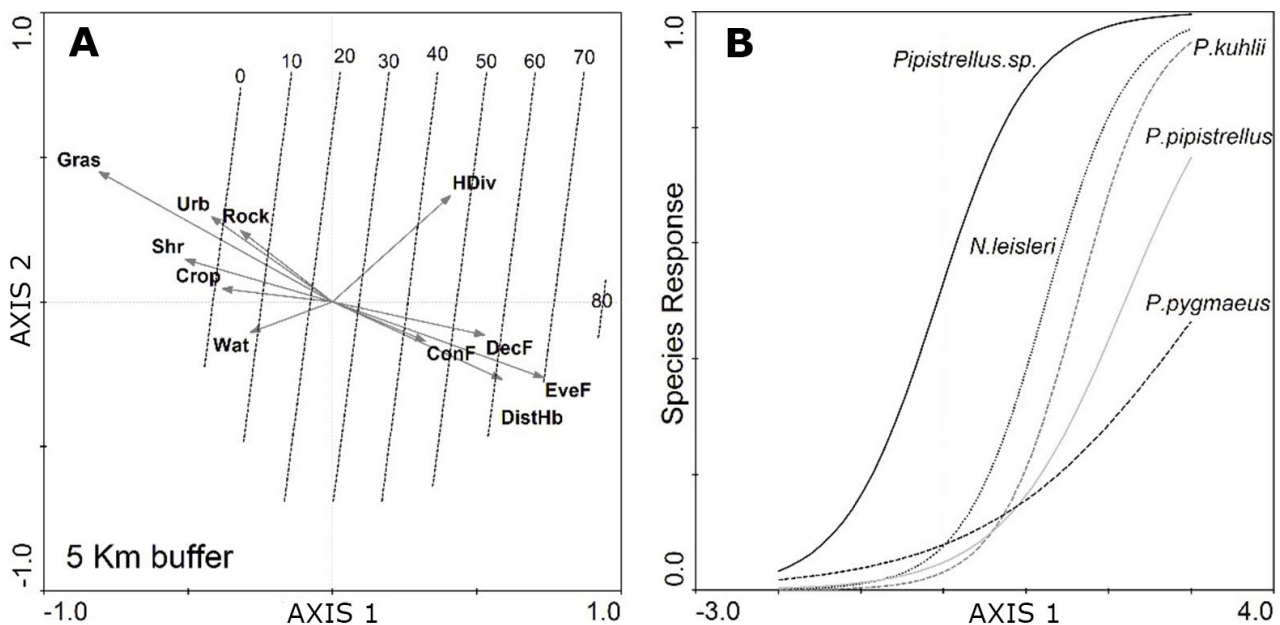 A
1.0
0
10
20
30
40
50
60
70
80
Gras
Urb
Rock
HDiv
Shr
Crop
Wat
ConF
DecF
EveF
DistHb
AXIS 2
5 Km buffer
-1.0
-1.0
AXIS 1
1.0
B
1.0
Pipistrellus.sp.
P.kuhlii
P.pipistrellus
N.leisleri
P.pygmaeus
Species Response
0.0
-3.0
AXIS 1
4.0